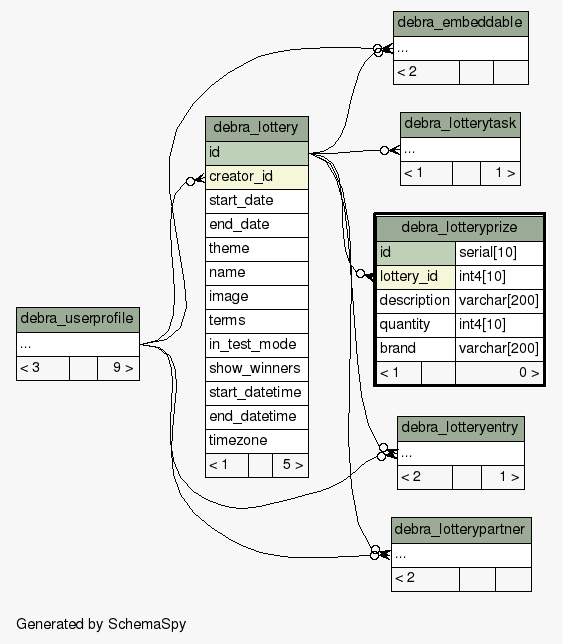 debra_embeddable
...
< 2
debra_lottery
id
creator_id
start_date
end_date
theme
name
image
terms
in_test_mode
show_winners
start_datetime
end_datetime
timezone
< 1 5 >
debra_lotterytask
...
< 1 1 >
debra_lotteryprize
id serial[10]
lottery_id int4[10]
description varchar[200]
quantity int4[10]
brand varchar[200]
< 1 0 >
debra_userprofile
...
< 3 9 >
debra_lotteryentry
...
< 2 1 >
debra_lotterypartner
...
< 2
Generated by SchemaSpy